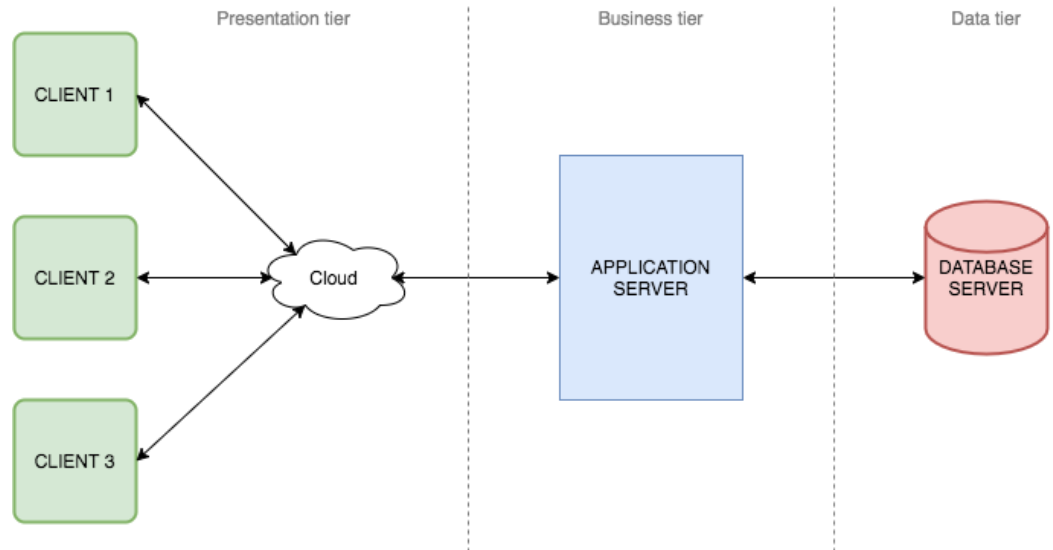 Presentation tier
Business tier
Data tier
CLIENT 1
CLIENT 2
Cloud
APPLICATION
SERVER
DATABASE
SERVER
CLIENT 3